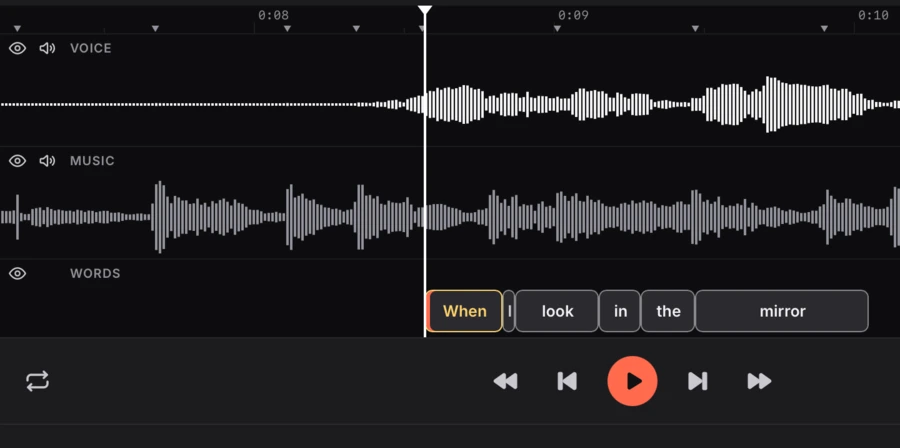 0:08 0:09 0:10
VOICE
MUSIC
WORDS
When I look in the mirror